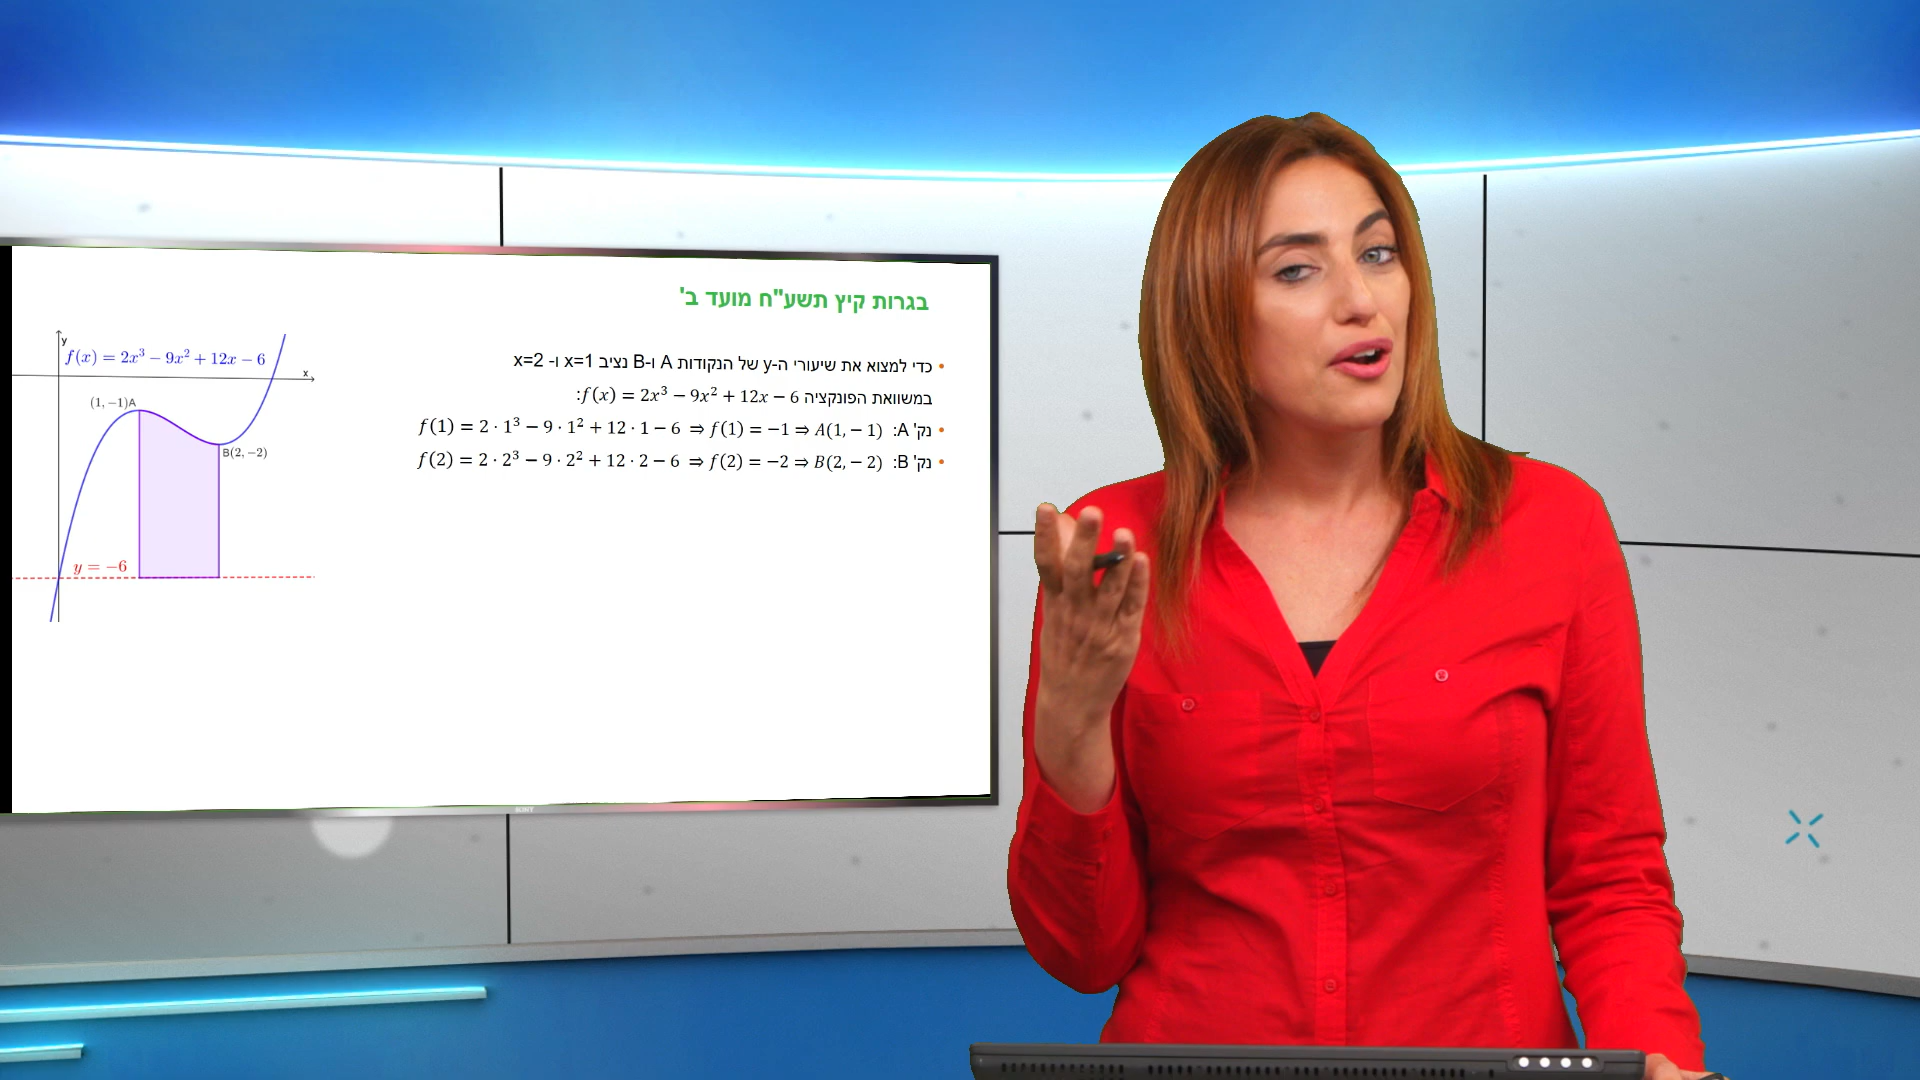 בגרות קיץ תשע"ח מועד ב'
כדי למצוא את שיעורי ה-y של הנקודות A ו-B נציב x=1 ו- x=2
במשוואת הפונקציה f(x) = 2x³ − 9x² + 12x − 6:
נק' A: f(1) = 2 · 1³ − 9 · 1² + 12 · 1 − 6 ⇒ f(1) = −1 ⇒ A(1, − 1)
נק' B: f(2) = 2 · 2³ − 9 · 2² + 12 · 2 − 6 ⇒ f(2) = −2 ⇒ B(2, − 2)
y
f(x) = 2x³ − 9x² + 12x − 6
x
(1, −1)A
B(2, −2)
y = −6
SONY